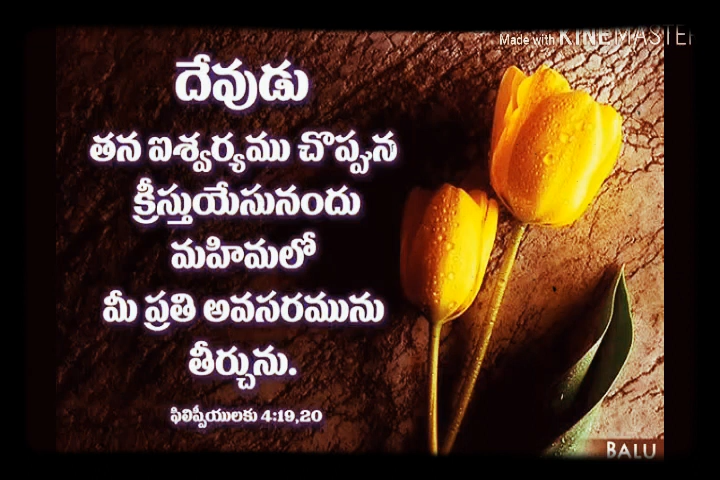 Made with KINEMASTER
దేవుడు
తన ఐశ్వర్యము చొప్పున
క్రీస్తుయేసునందు
మహిమలో
మీ ప్రతి అవసరమును
తీర్చును.
ఫిలిప్పీయులకు 4:19,20
BALU